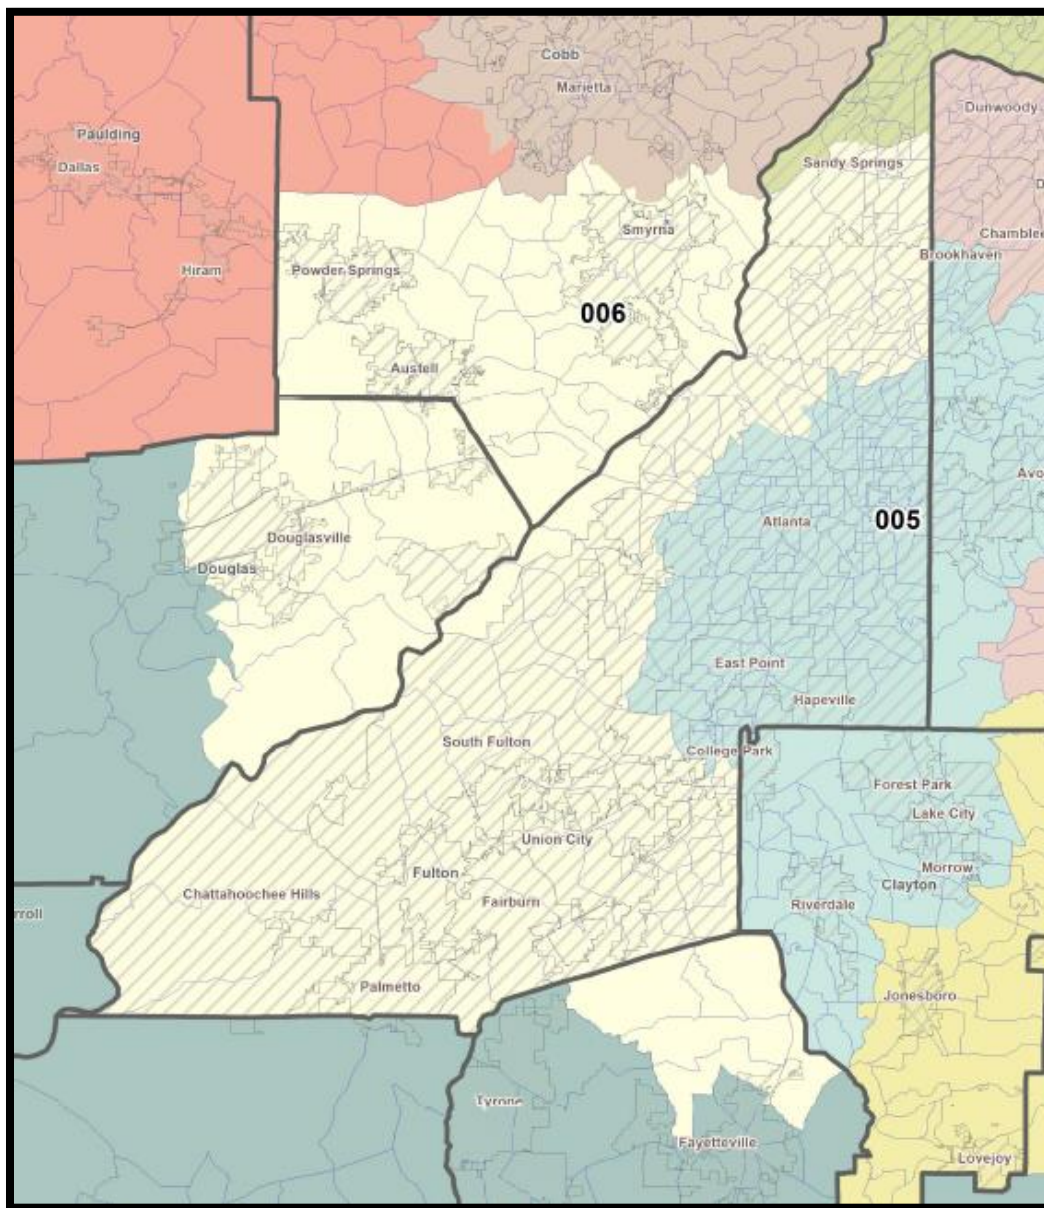 Cobb
Marietta
Dunwoody
Paulding
Dallas
Sandy Springs
D
Smyrna
Chamblee
Brookhaven
Hiram
Powder Springs
006
Austell
Avo
005
Atlanta
Douglasville
Douglas
East Point
Hapeville
South Fulton
College Park
Forest Park
Lake City
Union City
Morrow
Fulton
Clayton
Chattahoochee Hills
Fairburn
Riverdale
rroll
Palmetto
Jonesboro
Tyrone
Fayetteville
Lovejoy